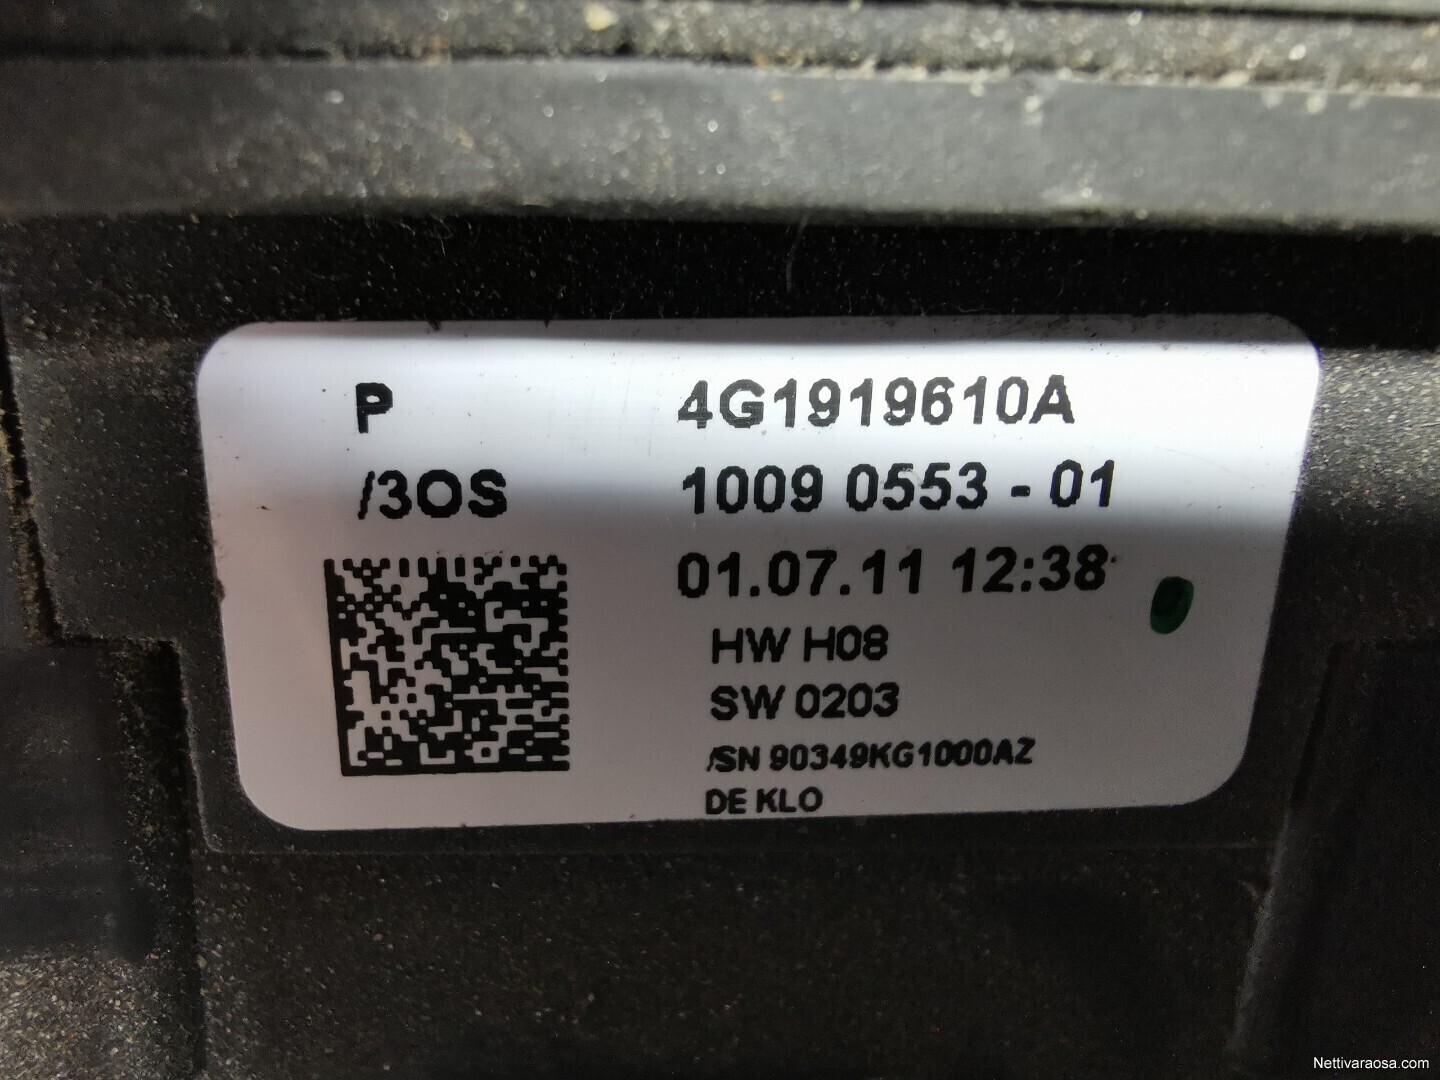 P 4G1919610A
/3OS 1009 0553 - 01
01.07.11 12:38
HW H08
SW 0203
/SN 90349KG1000AZ
DE KLO
Nettivaraosa.com